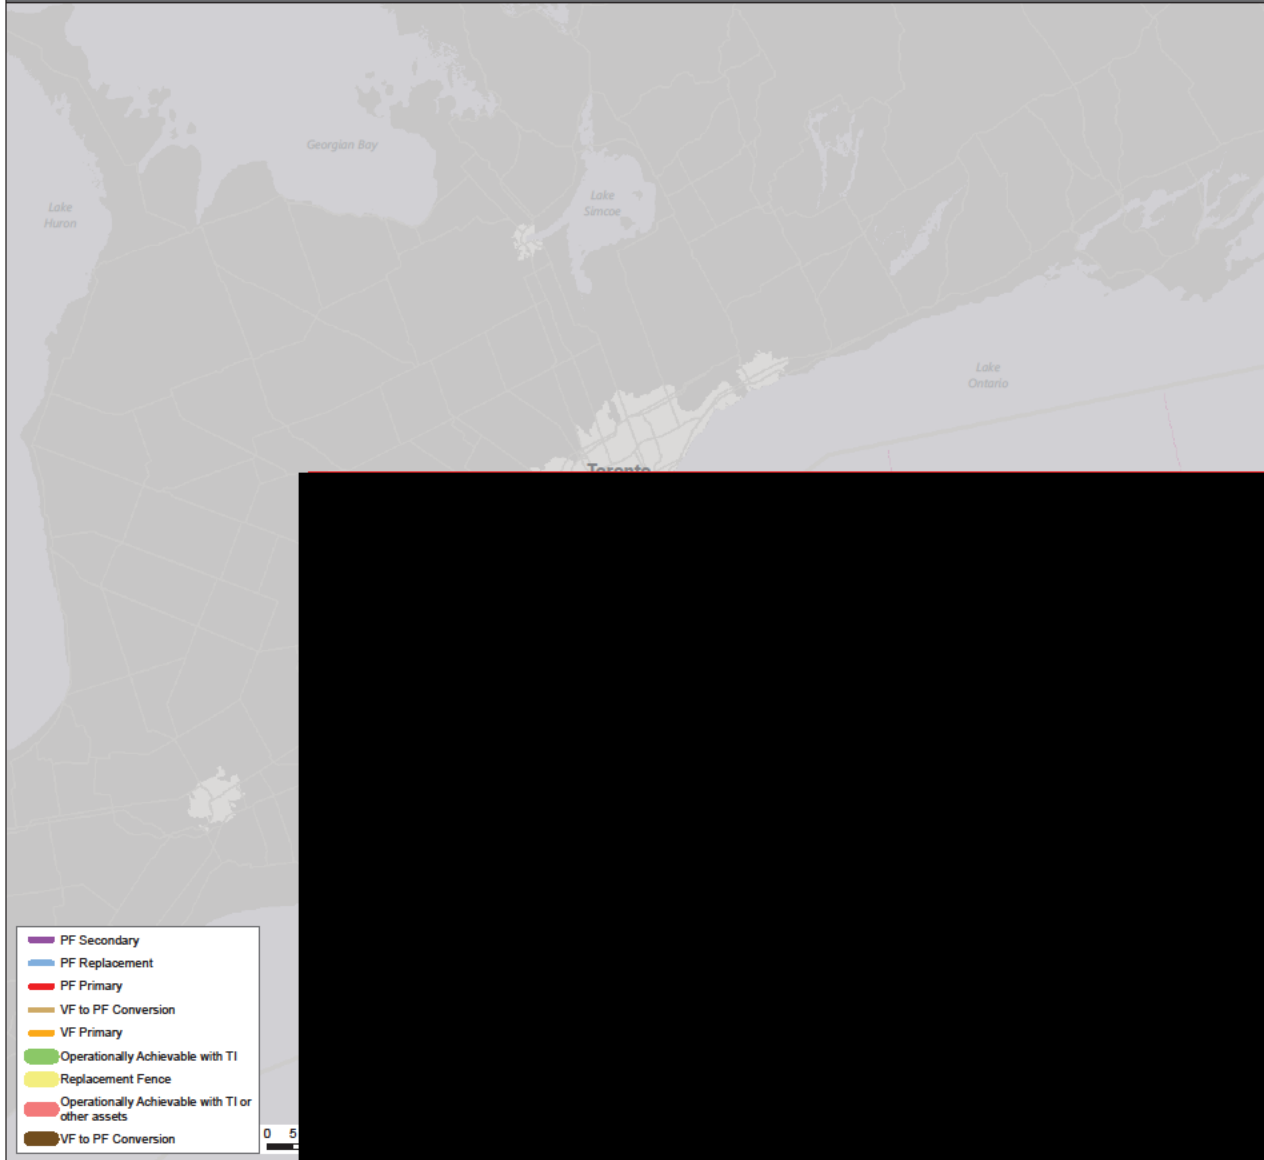 Georgian Bay
Lake
Simcoe
Lake
Huron
Lake
Ontario
Toronto
PF Secondary
PF Replacement
PF Primary
VF to PF Conversion
VF Primary
Operationally Achievable with TI
Replacement Fence
Operationally Achievable with TI or
other assets
VF to PF Conversion
0 5